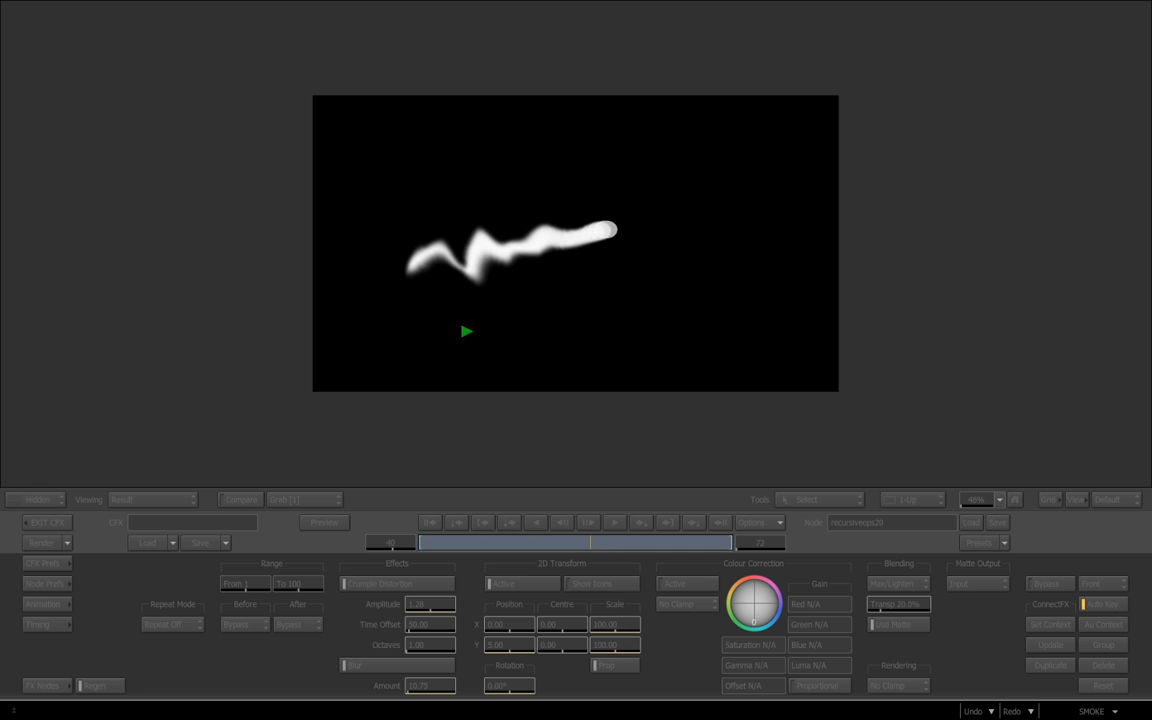 Hidden Viewing Result Compare Grab [1] Tools Select 1-Up 46% Grid View Default
EXIT CFX CFX Preview Options Node recursiveops20 Load Save
Render Load Save 40 72 Presets
CFX Prefs Range Effects 2D Transform Colour Correction Blending Matte Output
Node Prefs From 1 To 100 Crumple Distortion Active Show Icons Active Gain Max/Lighten Input Bypass Front
Animation Repeat Mode Before After Amplitude 1.20 Position Centre Scale No Clamp Red N/A Transp 20.0% ConnectFX Auto Key
Timing Repeat Off Bypass Bypass Time Offset 50.00 X 0.00 0.00 100.00 0 Green N/A Use Matte Set Context Au Context
Octaves 1.00 Y 5.00 0.00 100.00 Saturation N/A Blue N/A Update Group
Blur Rotation Prop Gamma N/A Luma N/A Rendering Duplicate Delete
FX Nodes Regen Amount 10.75 0.00° Offset N/A Proportional No Clamp Reset
Undo Redo SMOKE